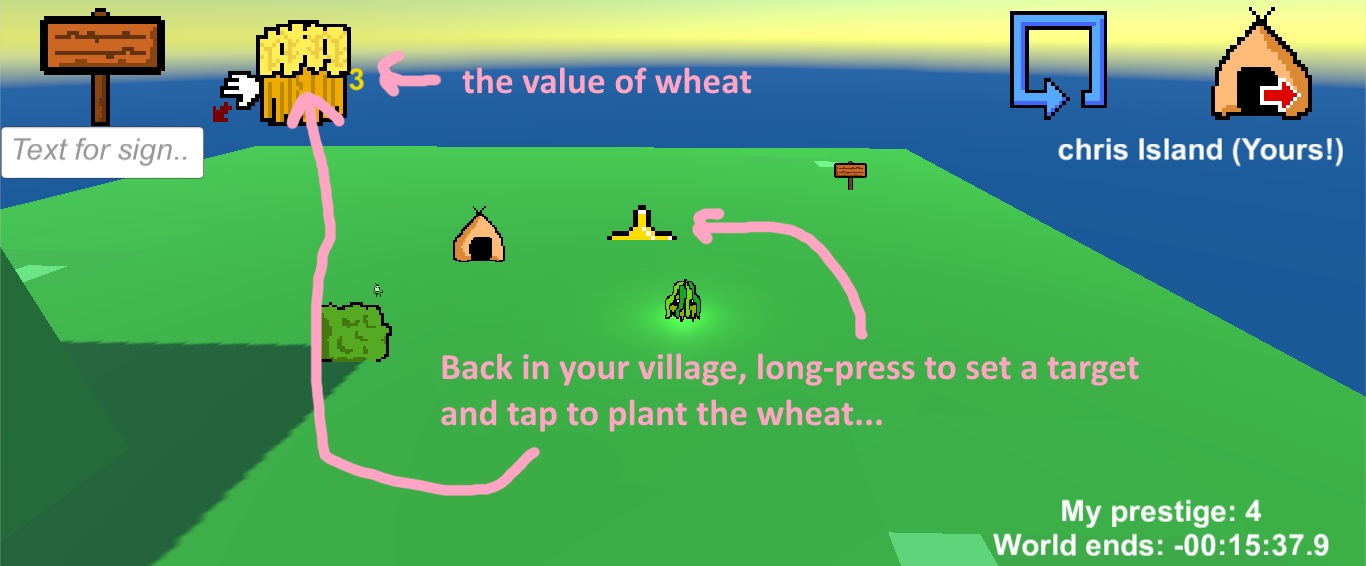 3
the value of wheat
Text for sign..
chris Island (Yours!)
Back in your village, long-press to set a target
and tap to plant the wheat...
My prestige: 4
World ends: -00:15:37.9